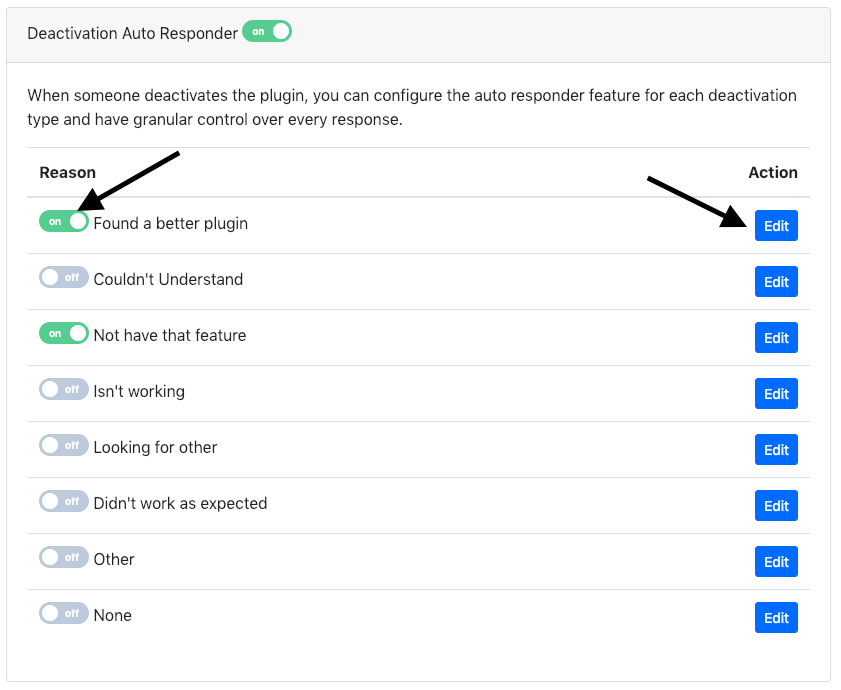 Deactivation Auto Responder on
When someone deactivates the plugin, you can configure the auto responder feature for each deactivation
type and have granular control over every response.
Reason Action
on Found a better plugin Edit
off Couldn't Understand Edit
on Not have that feature Edit
off Isn't working Edit
off Looking for other Edit
off Didn't work as expected Edit
off Other Edit
off None Edit